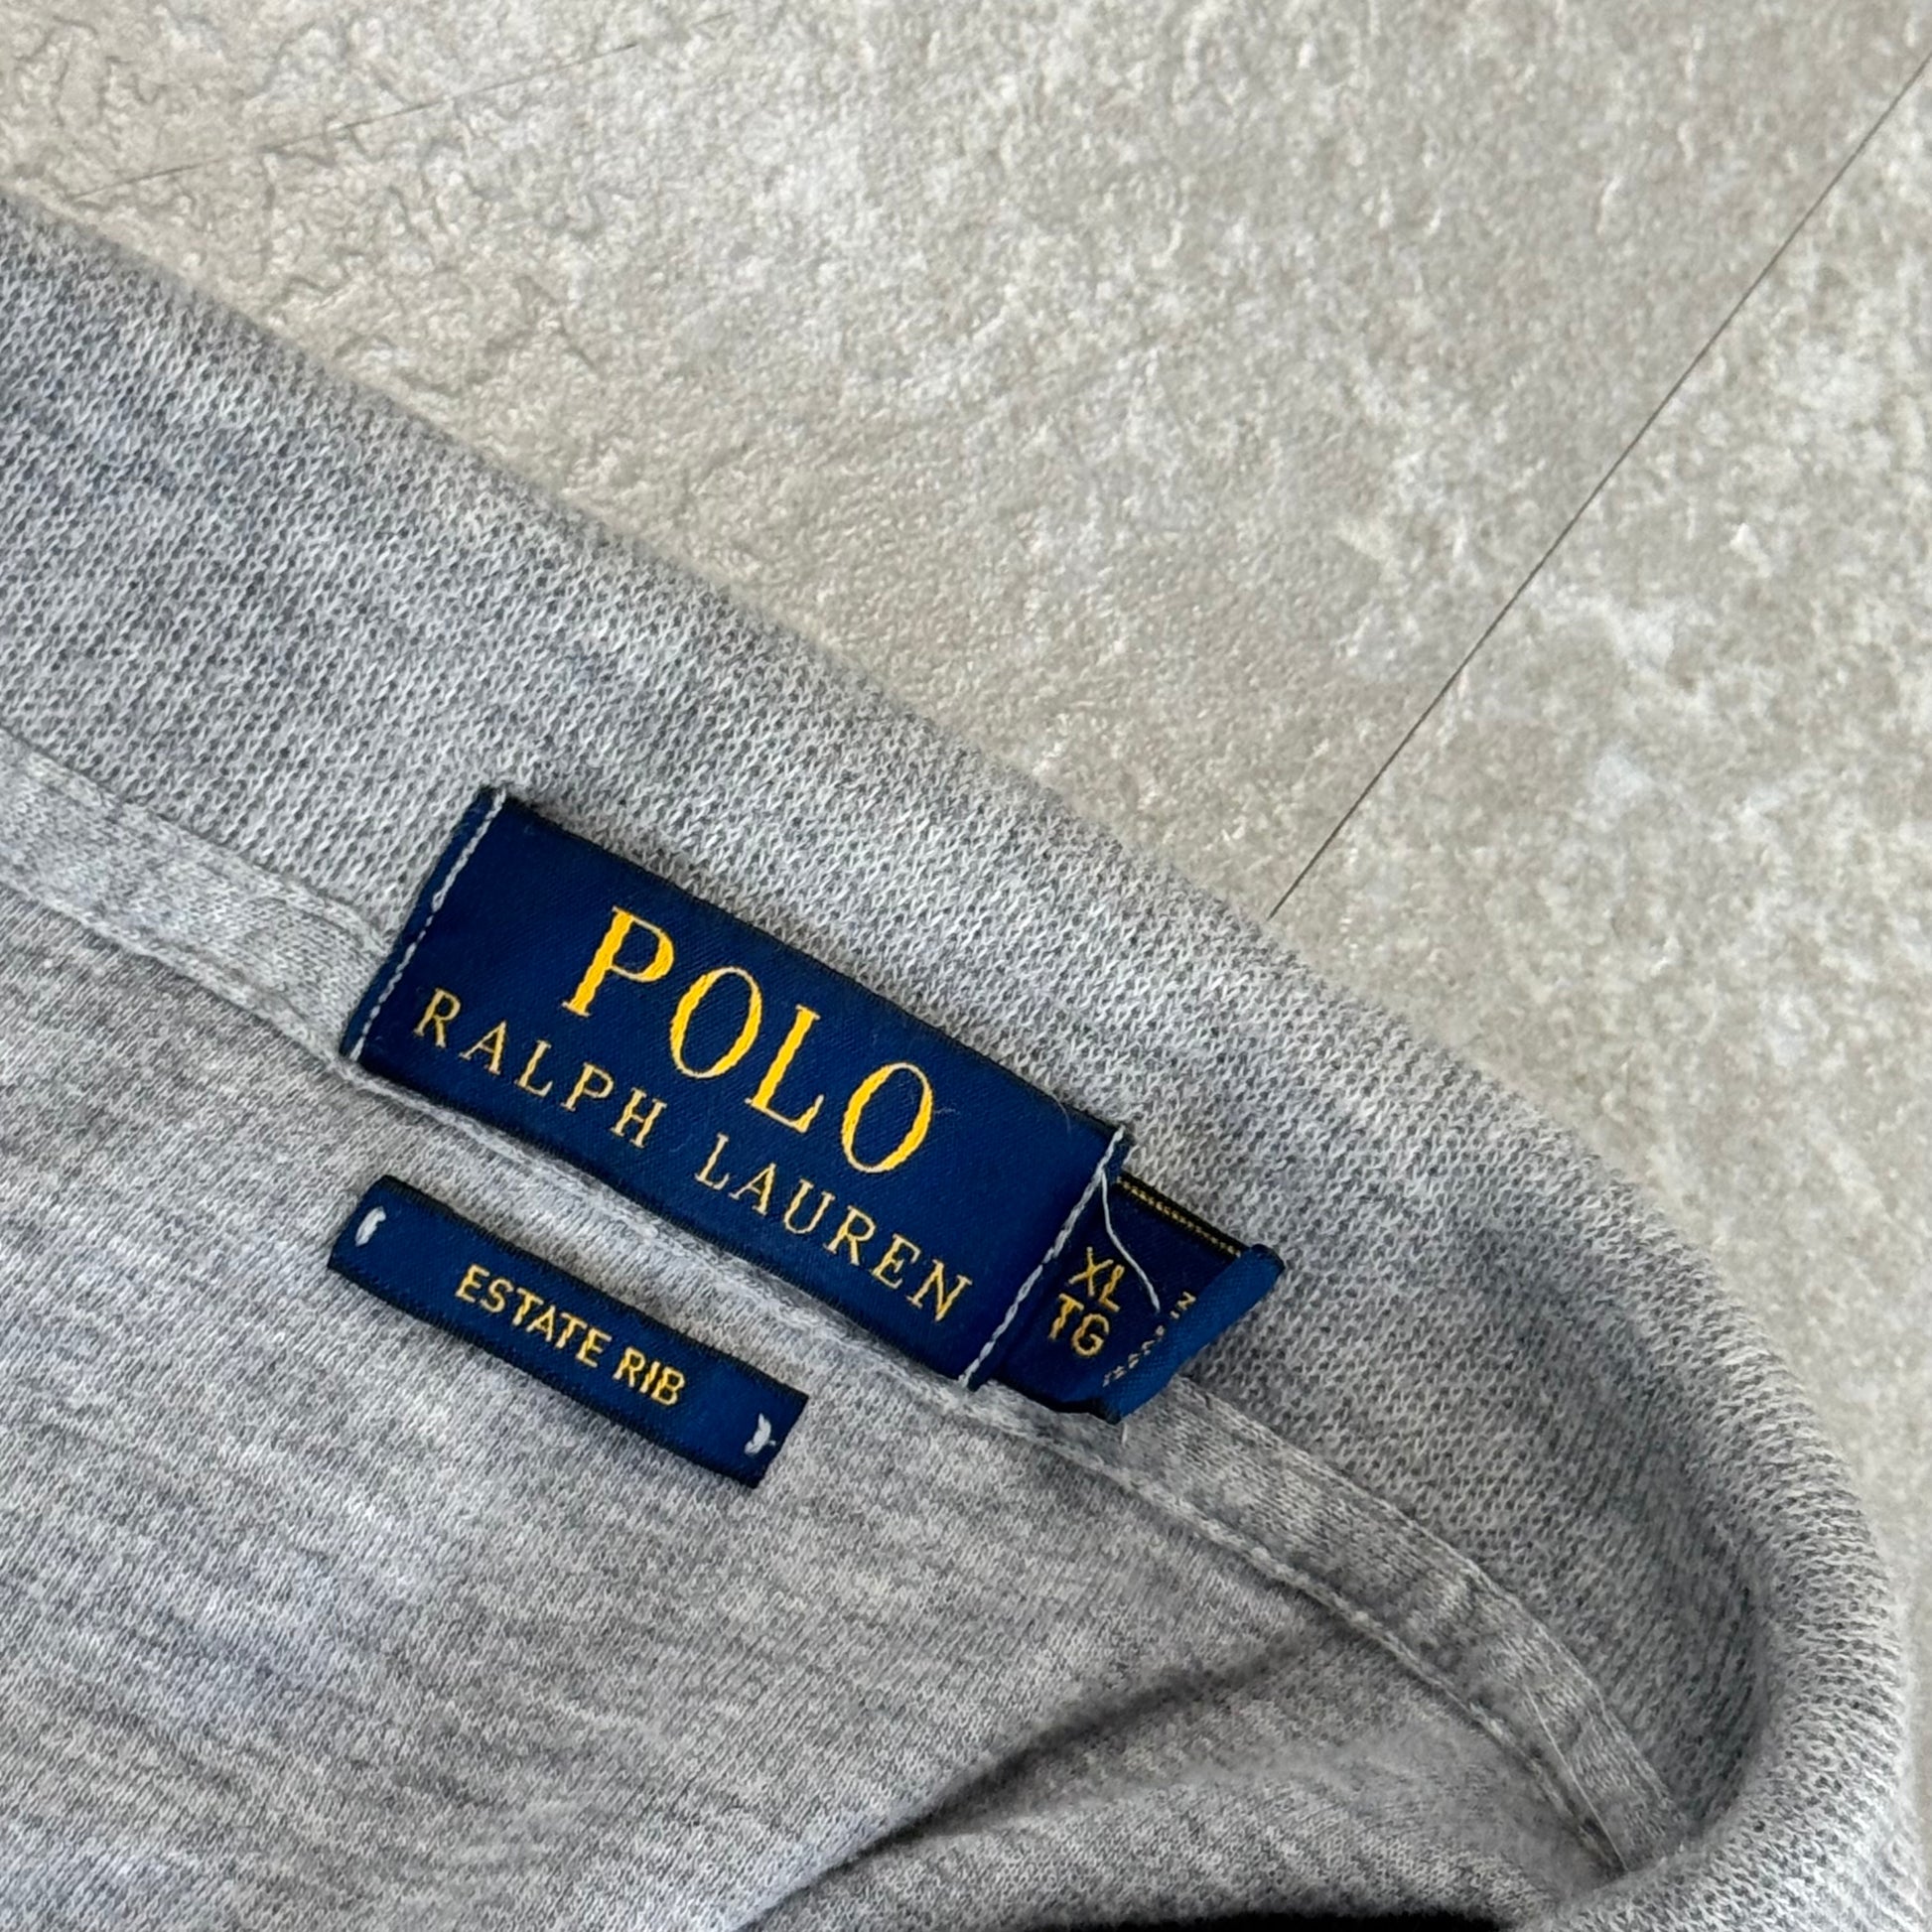 POLO
RALPH LAUREN
XL
TG
ESTATE RIB